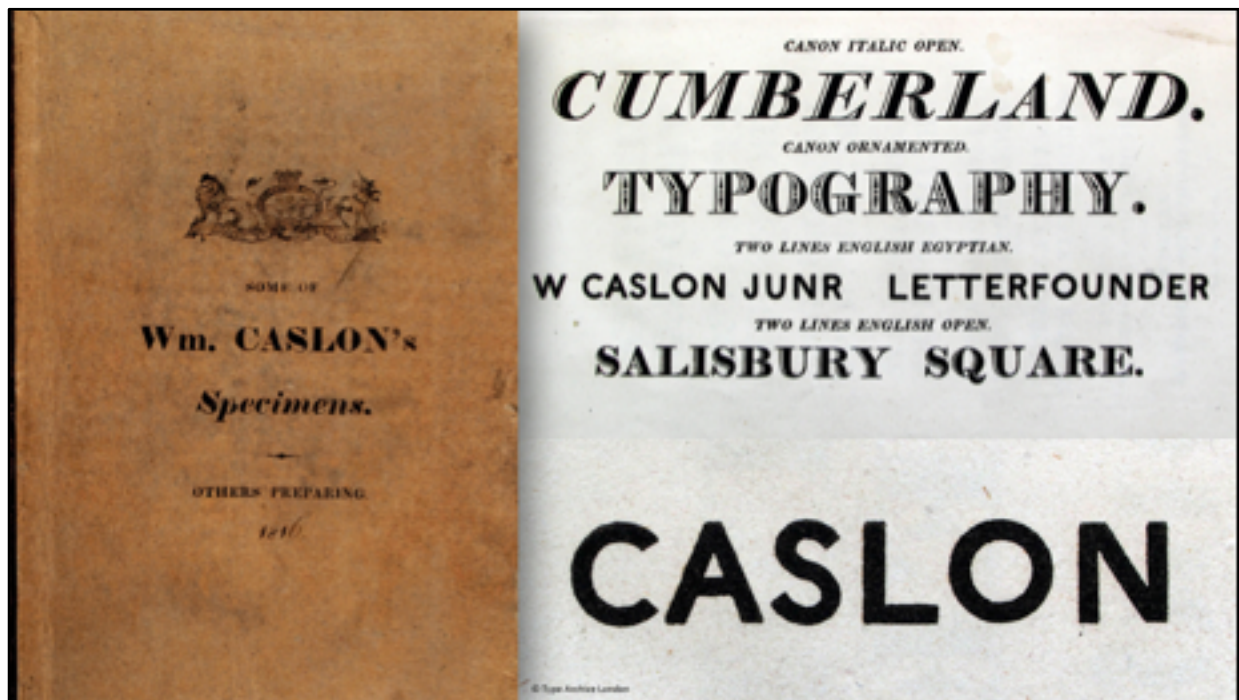 SOME OF
Wm. CASLON's
Specimens.
OTHERS PREPARING.
1816
CANON ITALIC OPEN.
CUMBERLAND.
CANON ORNAMENTED.
TYPOGRAPHY.
TWO LINES ENGLISH EGYPTIAN.
W CASLON JUNR LETTERFOUNDER
TWO LINES ENGLISH OPEN.
SALISBURY SQUARE.
CASLON
© Type Archive London